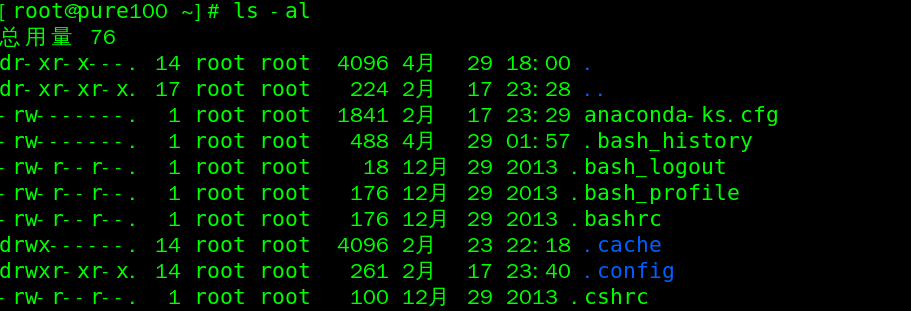 [root@pure100 ~]# ls -al
总用量 76
dr-xr-x---. 14 root root 4096 4月 29 18:00 .
dr-xr-xr-x. 17 root root 224 2月 17 23:28 ..
-rw-------. 1 root root 1841 2月 17 23:29 anaconda-ks.cfg
-rw-------. 1 root root 488 4月 29 01:57 .bash_history
-rw-r--r--. 1 root root 18 12月 29 2013 .bash_logout
-rw-r--r--. 1 root root 176 12月 29 2013 .bash_profile
-rw-r--r--. 1 root root 176 12月 29 2013 .bashrc
drwx------. 14 root root 4096 2月 23 22:18 .cache
drwxr-xr-x. 14 root root 261 2月 17 23:40 .config
-rw-r--r--. 1 root root 100 12月 29 2013 .cshrc